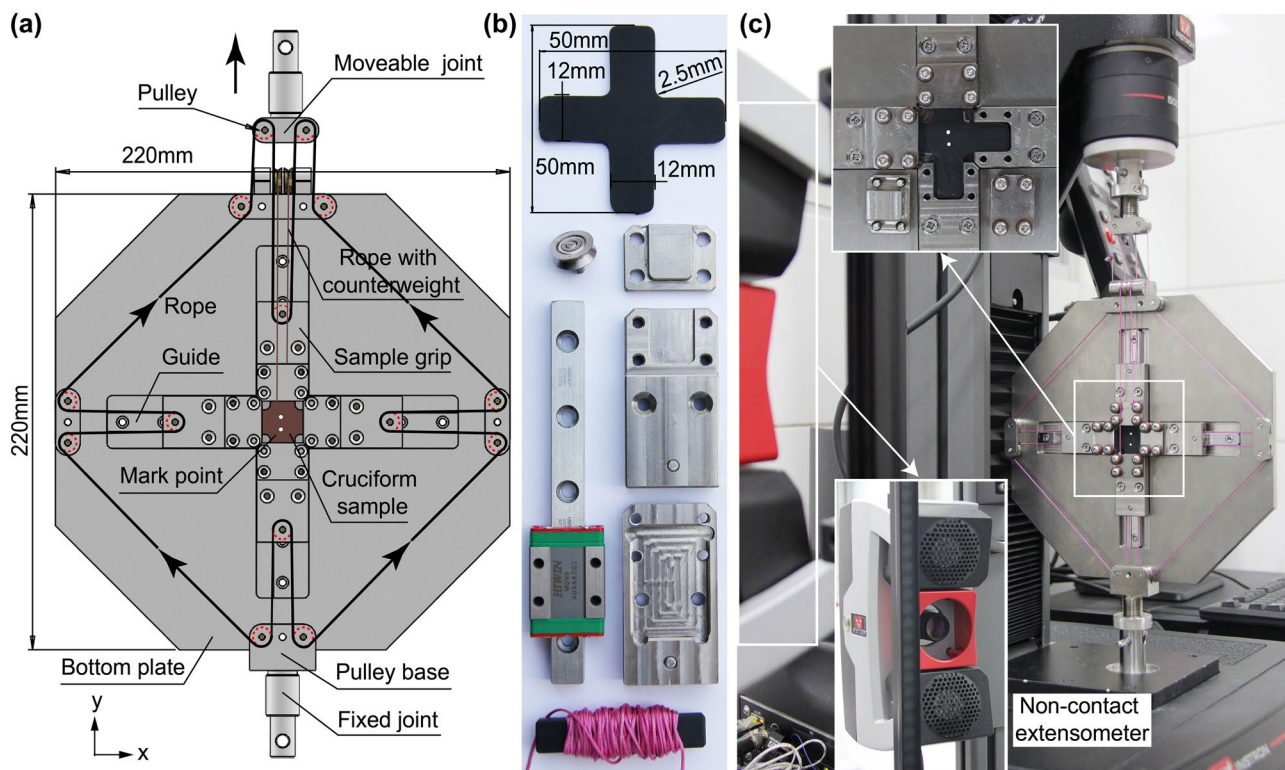 (a)
Moveable joint
Pulley
220mm
Rope with
counterweight
Rope
Guide
Sample grip
220mm
Mark point
Cruciform
sample
Bottom plate
Pulley base
Fixed joint
y
x
(b)
50mm
12mm
2.5mm
50mm
12mm
HIWIN
(c)
INSTRON
Non-contact
extensometer
INSTRON